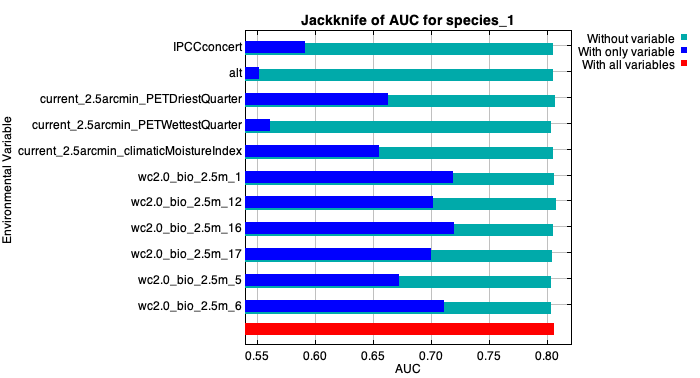 Jackknife of AUC for species_1
Without variable
With only variable
With all variables
Environmental Variable
IPCCconcert
alt
current_2.5arcmin_PETDriestQuarter
current_2.5arcmin_PETWettestQuarter
current_2.5arcmin_climaticMoistureIndex
wc2.0_bio_2.5m_1
wc2.0_bio_2.5m_12
wc2.0_bio_2.5m_16
wc2.0_bio_2.5m_17
wc2.0_bio_2.5m_5
wc2.0_bio_2.5m_6
0.55 0.60 0.65 0.70 0.75 0.80
AUC